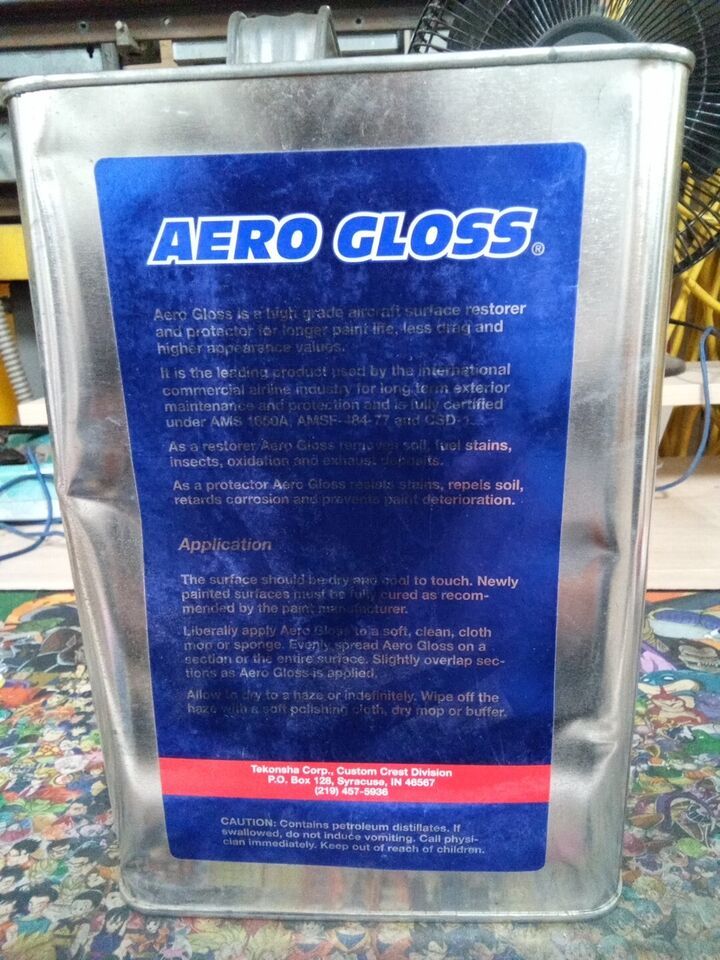 AERO GLOSS®
Aero Gloss is a high grade aircraft surface restorer
and protector for longer paint life, less drag and
higher appearance values.
It is the leading product used by the international
commercial airline industry for long term exterior
maintenance and protection and is fully certified
under AMS 1650A, AMSF- 484-77 and CSD-1.
As a restorer Aero Gloss removes soil, fuel stains,
insects, oxidation and exhaust deposits.
As a protector Aero Gloss resists stains, repels soil,
retards corrosion and prevents paint deterioration.
Application
The surface should be dry and cool to touch. Newly
painted surfaces must be fully cured as recom-
mended by the paint manufacturer.
Liberally apply Aero Gloss to a soft, clean, cloth
mop or sponge. Evenly spread Aero Gloss on a
section or the entire surface. Slightly overlap sec-
tions as Aero Gloss is applied.
Allow to dry to a haze or indefinitely. Wipe off the
haze with a soft polishing cloth, dry mop or buffer.
Tekonsha Corp., Custom Crest Division
P.O. Box 128, Syracuse, IN 46567
(219) 457-5936
CAUTION: Contains petroleum distillates. If
swallowed, do not induce vomiting. Call physi-
cian immediately. Keep out of reach of children.